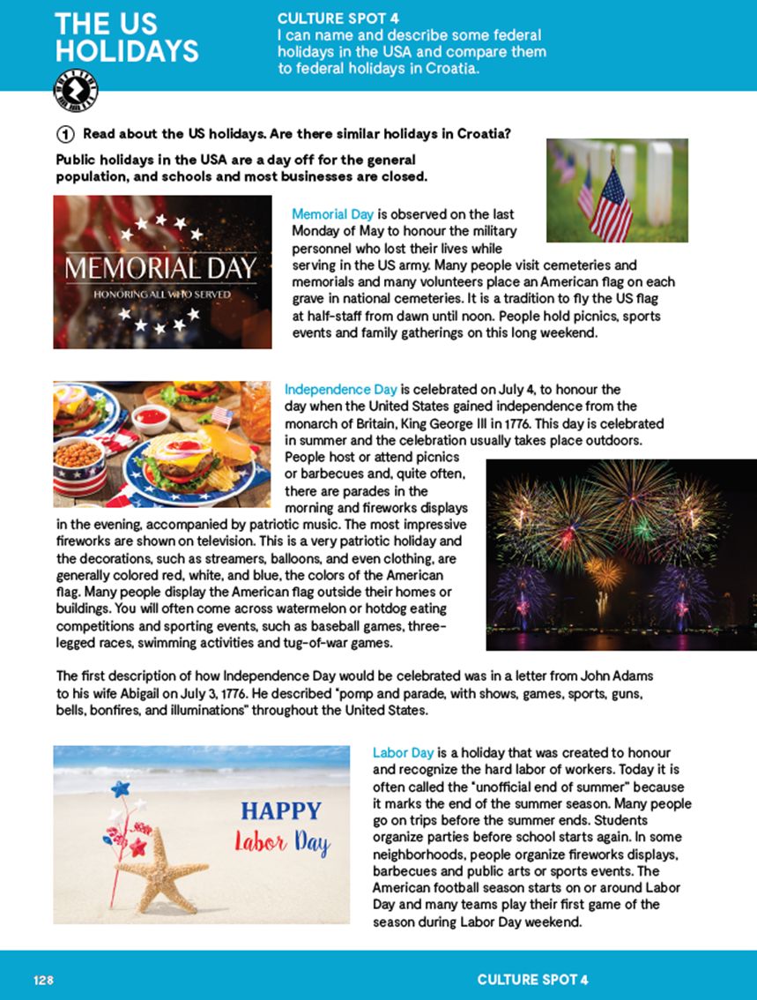 THE US
HOLIDAYS
CULTURE SPOT 4
I can name and describe some federal
holidays in the USA and compare them
to federal holidays in Croatia.
1 Read about the US holidays. Are there similar holidays in Croatia?
Public holidays in the USA are a day off for the general
population, and schools and most businesses are closed.
MEMORIAL DAY
HONORING ALL WHO SERVED
Memorial Day is observed on the last
Monday of May to honour the military
personnel who lost their lives while
serving in the US army. Many people visit cemeteries and
memorials and many volunteers place an American flag on each
grave in national cemeteries. It is a tradition to fly the US flag
at half-staff from dawn until noon. People hold picnics, sports
events and family gatherings on this long weekend.
Independence Day is celebrated on July 4, to honour the
day when the United States gained independence from the
monarch of Britain, King George III in 1776. This day is celebrated
in summer and the celebration usually takes place outdoors.
People host or attend picnics
or barbecues and, quite often,
there are parades in the
morning and fireworks displays
in the evening, accompanied by patriotic music. The most impressive
fireworks are shown on television. This is a very patriotic holiday and
the decorations, such as streamers, balloons, and even clothing, are
generally colored red, white, and blue, the colors of the American
flag. Many people display the American flag outside their homes or
buildings. You will often come across watermelon or hotdog eating
competitions and sporting events, such as baseball games, three-
legged races, swimming activities and tug-of-war games.
The first description of how Independence Day would be celebrated was in a letter from John Adams
to his wife Abigail on July 3, 1776. He described "pomp and parade, with shows, games, sports, guns,
bells, bonfires, and illuminations" throughout the United States.
HAPPY
Labor Day
Labor Day is a holiday that was created to honour
and recognize the hard labor of workers. Today it is
often called the "unofficial end of summer" because
it marks the end of the summer season. Many people
go on trips before the summer ends. Students
organize parties before school starts again. In some
neighborhoods, people organize fireworks displays,
barbecues and public arts or sports events. The
American football season starts on or around Labor
Day and many teams play their first game of the
season during Labor Day weekend.
128
CULTURE SPOT 4